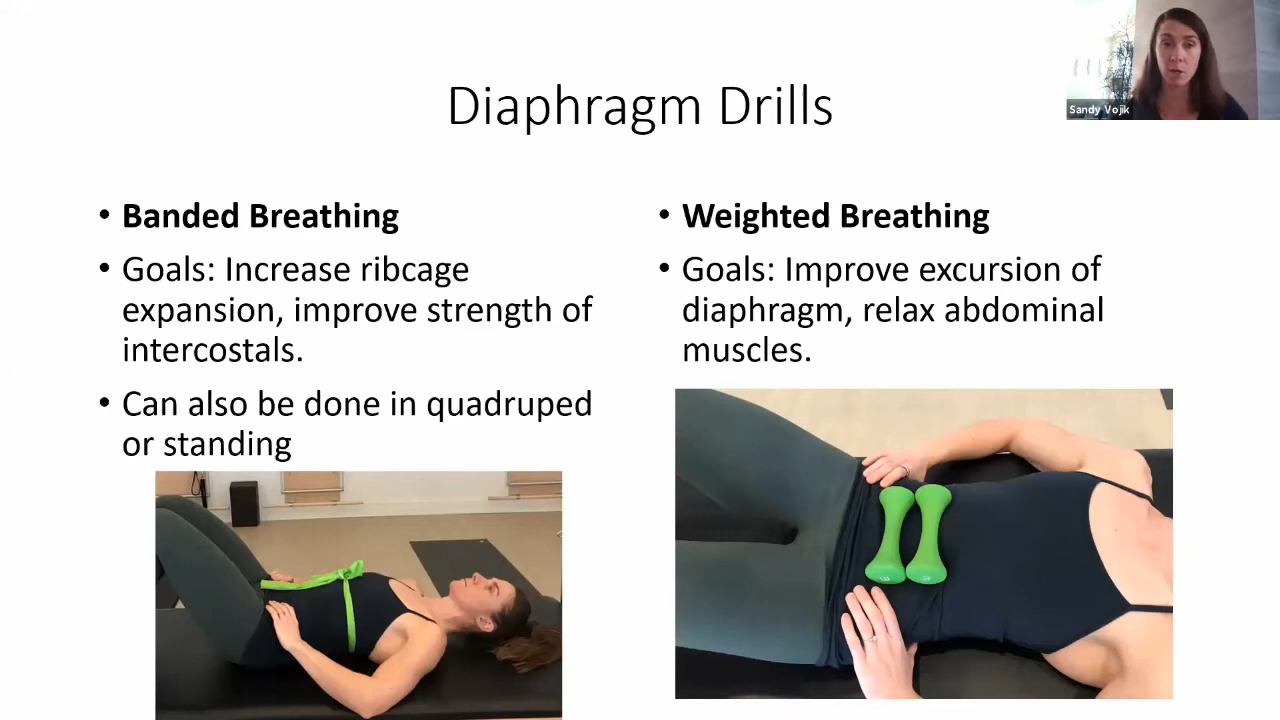 Diaphragm Drills
Sandy Vojik
• Banded Breathing
• Goals: Increase ribcage
expansion, improve strength of
intercostals.
• Can also be done in quadruped
or standing
• Weighted Breathing
• Goals: Improve excursion of
diaphragm, relax abdominal
muscles.